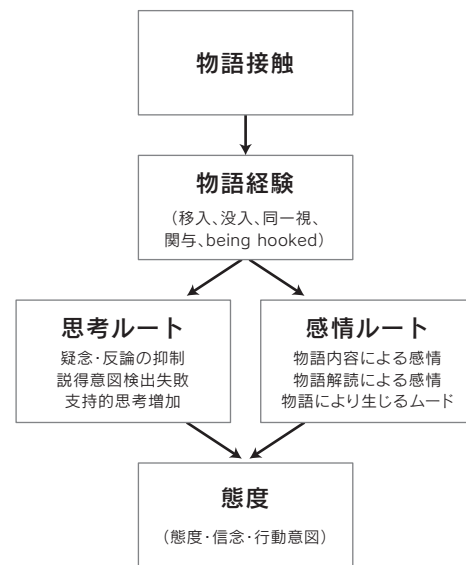 物語接触
物語経験
(移入、没入、同一視、
関与、being hooked)
思考ルート
疑念・反論の抑制
説得意図検出失敗
支持的思考増加
感情ルート
物語内容による感情
物語解読による感情
物語により生じるムード
態度
(態度・信念・行動意図)